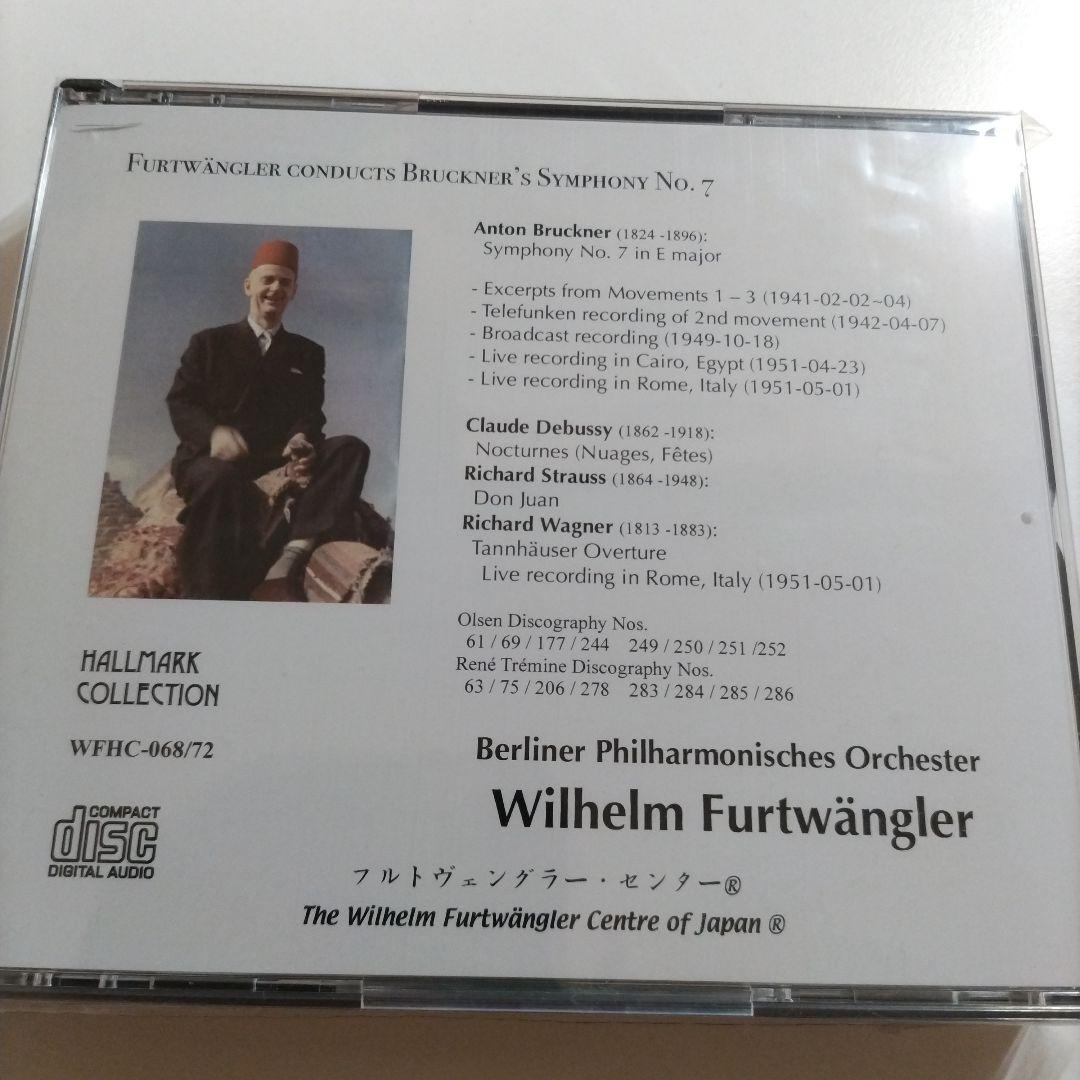 FURTWÄNGLER CONDUCTS BRUCKNER'S SYMPHONY NO. 7
Anton Bruckner (1824 -1896):
Symphony No. 7 in E major
- Excerpts from Movements 1 – 3 (1941-02-02~04)
- Telefunken recording of 2nd movement (1942-04-07)
- Broadcast recording (1949-10-18)
- Live recording in Cairo, Egypt (1951-04-23)
- Live recording in Rome, Italy (1951-05-01)
Claude Debussy (1862 -1918):
Nocturnes (Nuages, Fêtes)
Richard Strauss (1864 -1948):
Don Juan
Richard Wagner (1813 -1883):
Tannhäuser Overture
Live recording in Rome, Italy (1951-05-01)
Olsen Discography Nos.
61 / 69 / 177 / 244 249 / 250 / 251 /252
René Trémine Discography Nos.
63 / 75 / 206 / 278 283 / 284 / 285 / 286
HALLMARK
COLLECTION
WFHC-068/72
COMPACT
disc
DIGITAL AUDIO
Berliner Philharmonisches Orchester
Wilhelm Furtwängler
フルトヴェングラー・センター®
The Wilhelm Furtwängler Centre of Japan ®